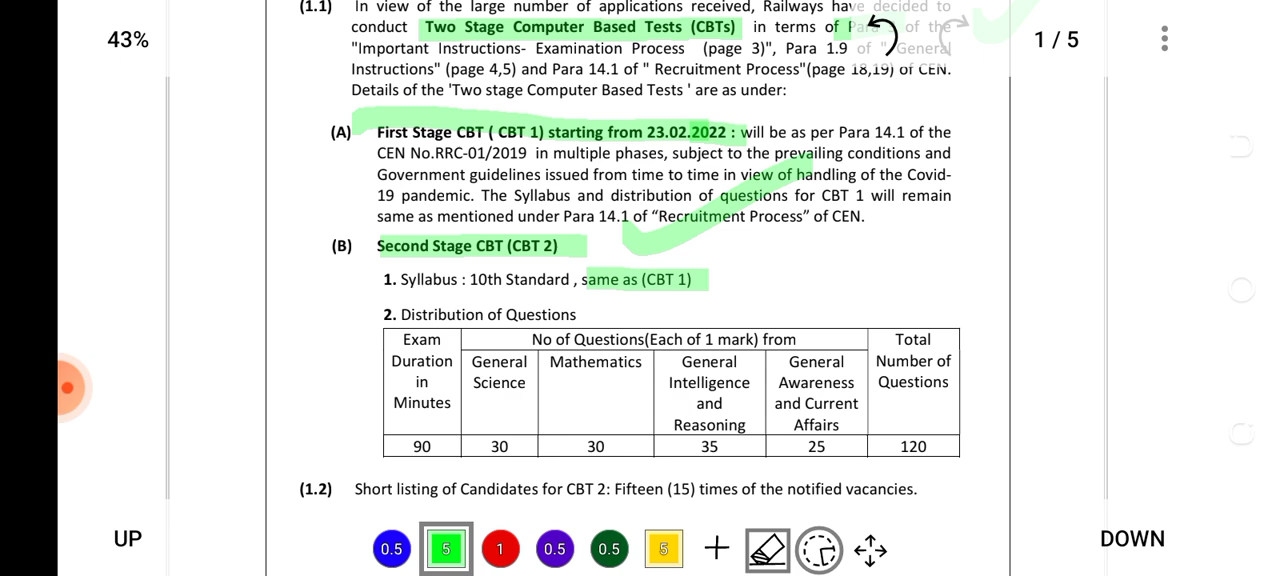 (1.1) In view of the large number of applications received, Railways have decided to
43%
conduct Two Stage Computer Based Tests (CBTs) in terms of Para of the
1 / 5
"Important Instructions- Examination Process (page 3)", Para 1.9 of " General
Instructions" (page 4,5) and Para 14.1 of " Recruitment Process"(page 18,19) of CEN.
Details of the 'Two stage Computer Based Tests ' are as under:
(A) First Stage CBT ( CBT 1) starting from 23.02.2022 : will be as per Para 14.1 of the
CEN No.RRC-01/2019 in multiple phases, subject to the prevailing conditions and
Government guidelines issued from time to time in view of handling of the Covid-
19 pandemic. The Syllabus and distribution of questions for CBT 1 will remain
same as mentioned under Para 14.1 of “Recruitment Process” of CEN.
(B) Second Stage CBT (CBT 2)
1. Syllabus : 10th Standard , same as (CBT 1)
2. Distribution of Questions
Exam Duration in Minutes
No of Questions(Each of 1 mark) from
Total Number of Questions
General Science
Mathematics
General Intelligence and Reasoning
General Awareness and Current Affairs
90 30 30 35 25 120
(1.2) Short listing of Candidates for CBT 2: Fifteen (15) times of the notified vacancies.
UP
0.5 5 1 0.5 0.5 5
DOWN